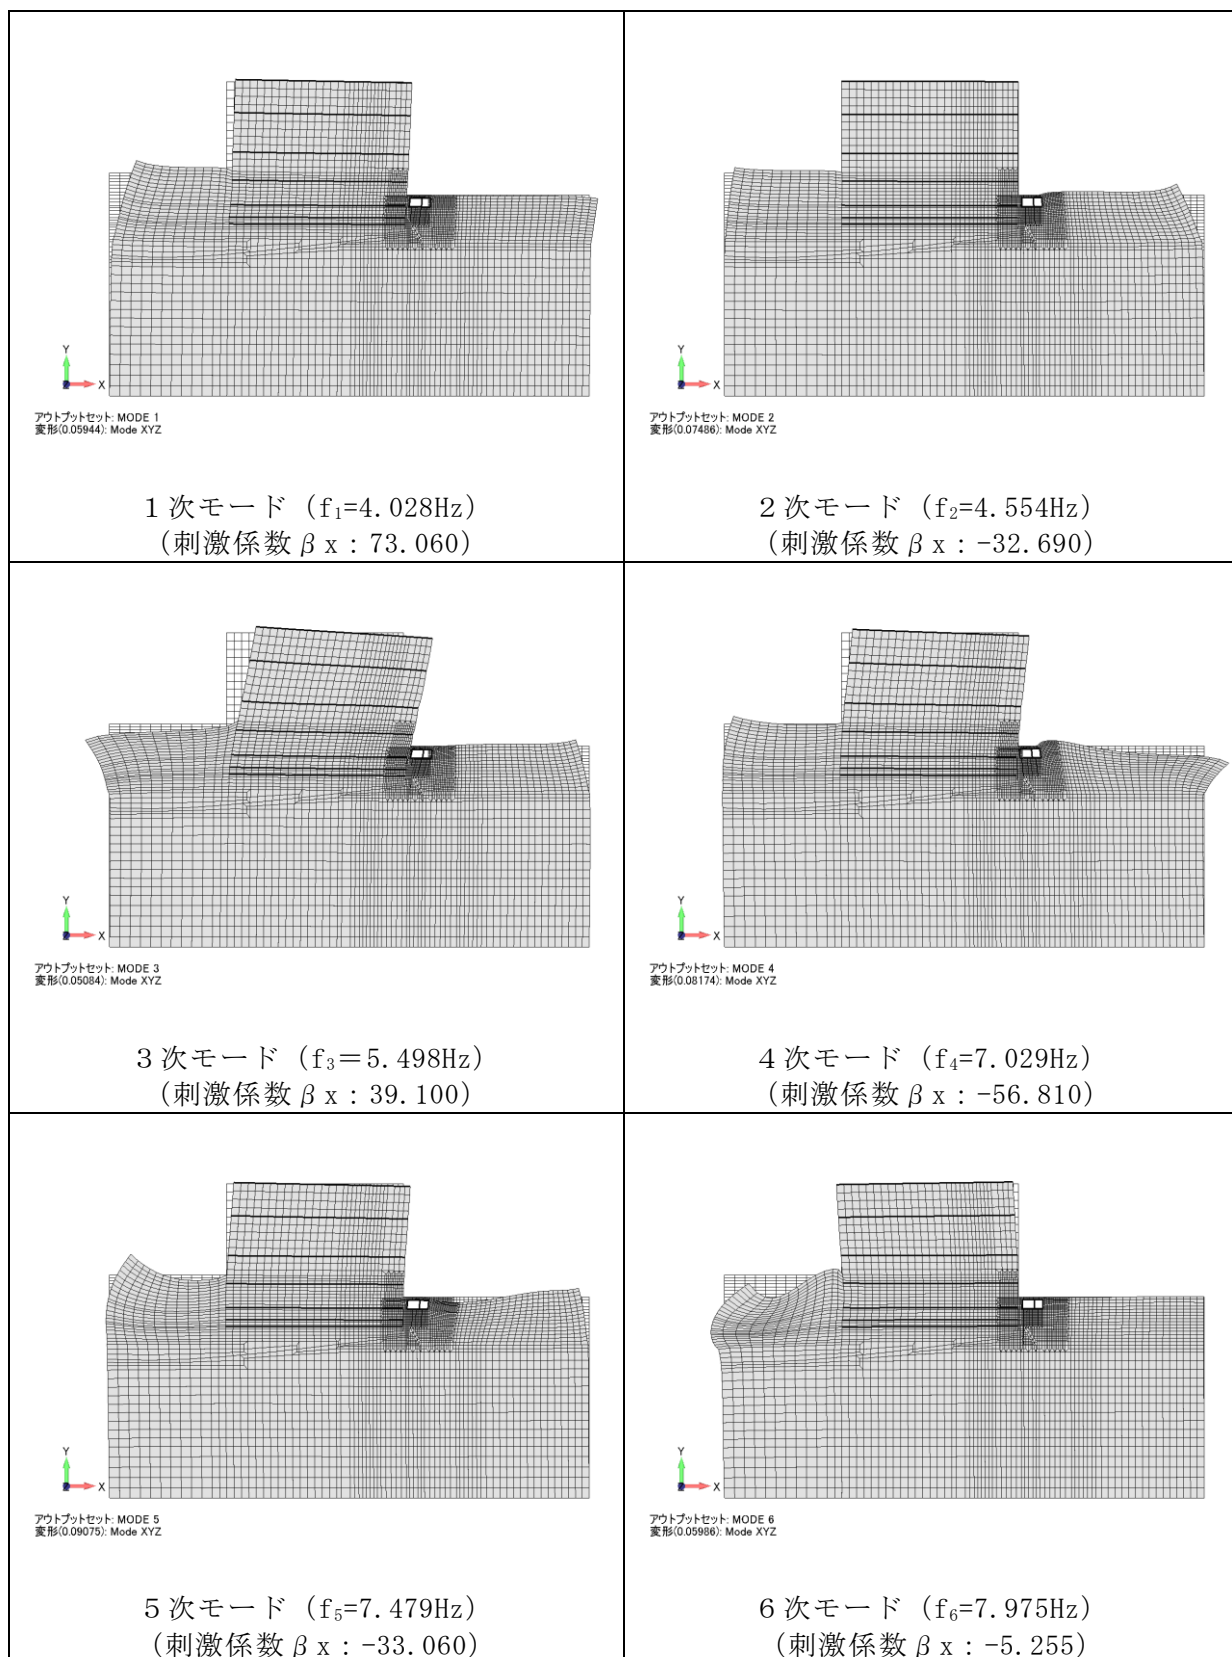 Y
X
アウトプットセット: MODE 1
変形(0.05944): Mode XYZ
１次モード（f₁=4.028Hz）
（刺激係数βx：73.060）
Y
X
アウトプットセット: MODE 2
変形(0.07486): Mode XYZ
２次モード（f₂=4.554Hz）
（刺激係数βx：-32.690）
Y
X
アウトプットセット: MODE 3
変形(0.05084): Mode XYZ
３次モード（f₃＝5.498Hz）
（刺激係数βx：39.100）
Y
X
アウトプットセット: MODE 4
変形(0.08174): Mode XYZ
４次モード（f₄=7.029Hz）
（刺激係数βx：-56.810）
Y
X
アウトプットセット: MODE 5
変形(0.09075): Mode XYZ
５次モード（f₅=7.479Hz）
（刺激係数βx：-33.060）
Y
X
アウトプットセット: MODE 6
変形(0.05986): Mode XYZ
６次モード（f₆=7.975Hz）
（刺激係数βx：-5.255）